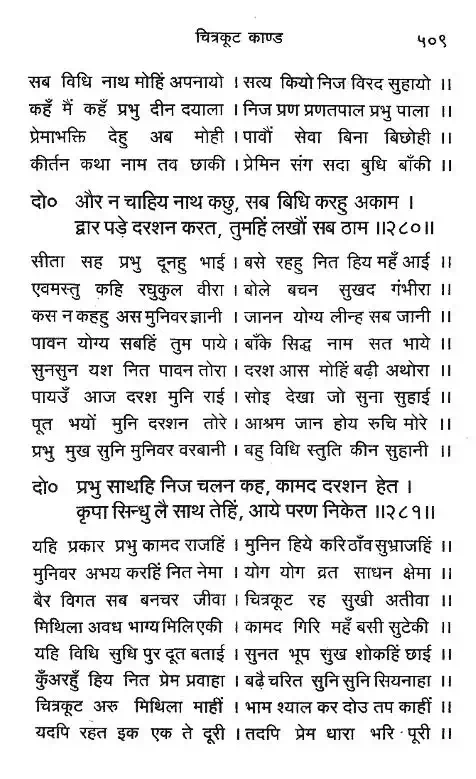 चित्रकूट काण्ड ५०९
सब विधि नाथ मोहिं अपनायो । सत्य कियो निज विरद सुहायो ॥
कहँ मैं कहँ प्रभु दीन दयाला । निज प्रण प्रणतपाल प्रभु पाला ॥
प्रेमाभक्ति देहु अब मोही । पावौं सेवा बिना बिछोही ॥
कीर्तन कथा नाम तव छाकी । प्रेमिन संग सदा बुधि बाँकी ॥
दो० और न चाहिय नाथ कछु, सब बिधि करहु अकाम ।
द्वार पड़े दरशन करत, तुमहिं लखौं सब ठाम ॥२८०॥
सीता सह प्रभु दूनहु भाई । बसे रहहु नित हिय महँ आई ॥
एवमस्तु कहि रघुकुल वीरा । बोले बचन सुखद गंभीरा ॥
कस न कहहु अस मुनिवर ज्ञानी । जानन योग्य लीन्ह सब जानी ॥
पावन योग्य सबहिं तुम पाये । बाँके सिद्ध नाम सत भाये ॥
सुनसुन यश नित पावन तोरा । दरश आस मोहिं बढ़ी अथोरा ॥
पायउँ आज दरश मुनि राई । सोइ देखा जो सुना सुहाई ॥
पूत भयों मुनि दरशन तोरे । आश्रम जान होय रुचि मोरे ॥
प्रभु मुख सुनि मुनिवर वरबानी । बहु विधि स्तुति कीन सुहानी ॥
दो० प्रभु साथहि निज चलन कह, कामद दरशन हेत ।
कृपा सिन्धु लै साथ तेहिं, आये परण निकेत ॥२८१॥
यहि प्रकार प्रभु कामद राजहिं । मुनिन हिये करि ठाँव सुभ्राजहिं ॥
मुनिवर अभय करहिं नित नेमा । योग योग व्रत साधन क्षेमा ॥
बैर विगत सब बनचर जीवा । चित्रकूट रह सुखी अतीवा ॥
मिथिला अवध भाग्य मिलि एकी । कामद गिरि महँ बसी सुटेकी ॥
यहि विधि सुधि पुर दूत बताई । सुनत भूप सुख शोकहिं छाई ॥
कुँअरहुँ हिय नित प्रेम प्रवाहा । बढ़ै चरित सुनि सुनि सियनाहा ॥
चित्रकूट अरु मिथिला माहीं । भाम श्याल कर दोउ तप काहीं ॥
यदपि रहत इक एक ते दूरी । तदपि प्रेम धारा भरि पूरी ॥